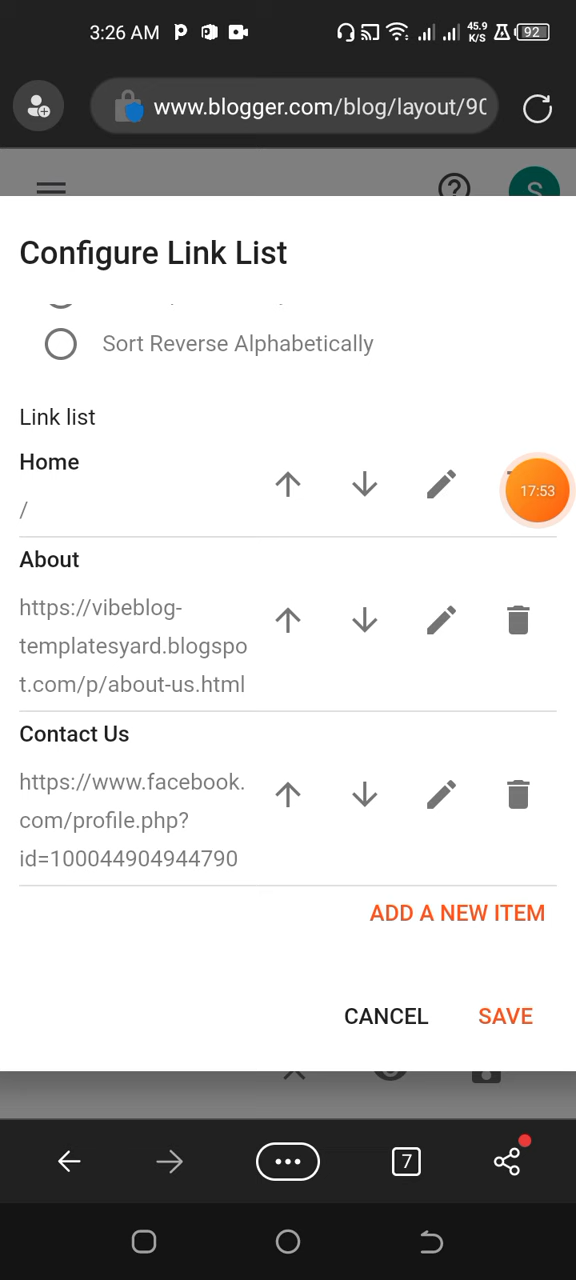 3:26 AM
45.9
K/S
92
www.blogger.com/blog/layout/90
S
Configure Link List
Sort Reverse Alphabetically
Link list
Home
/
17:53
About
https://vibeblog-
templatesyard.blogspo
t.com/p/about-us.html
Contact Us
https://www.facebook.
com/profile.php?
id=100044904944790
ADD A NEW ITEM
CANCEL
SAVE
7